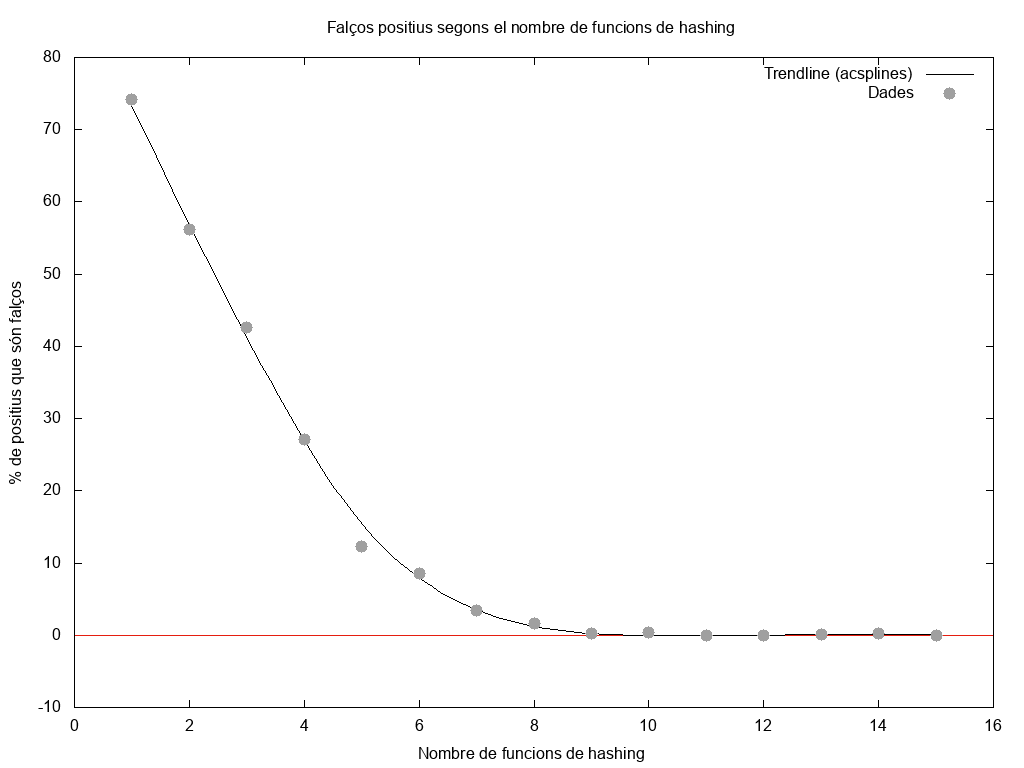 Falços positius segons el nombre de funcions de hashing
Trendline (acsplines)
Dades
% de positius que són falços
80
70
60
50
40
30
20
10
0
-10
0 2 4 6 8 10 12 14 16
Nombre de funcions de hashing